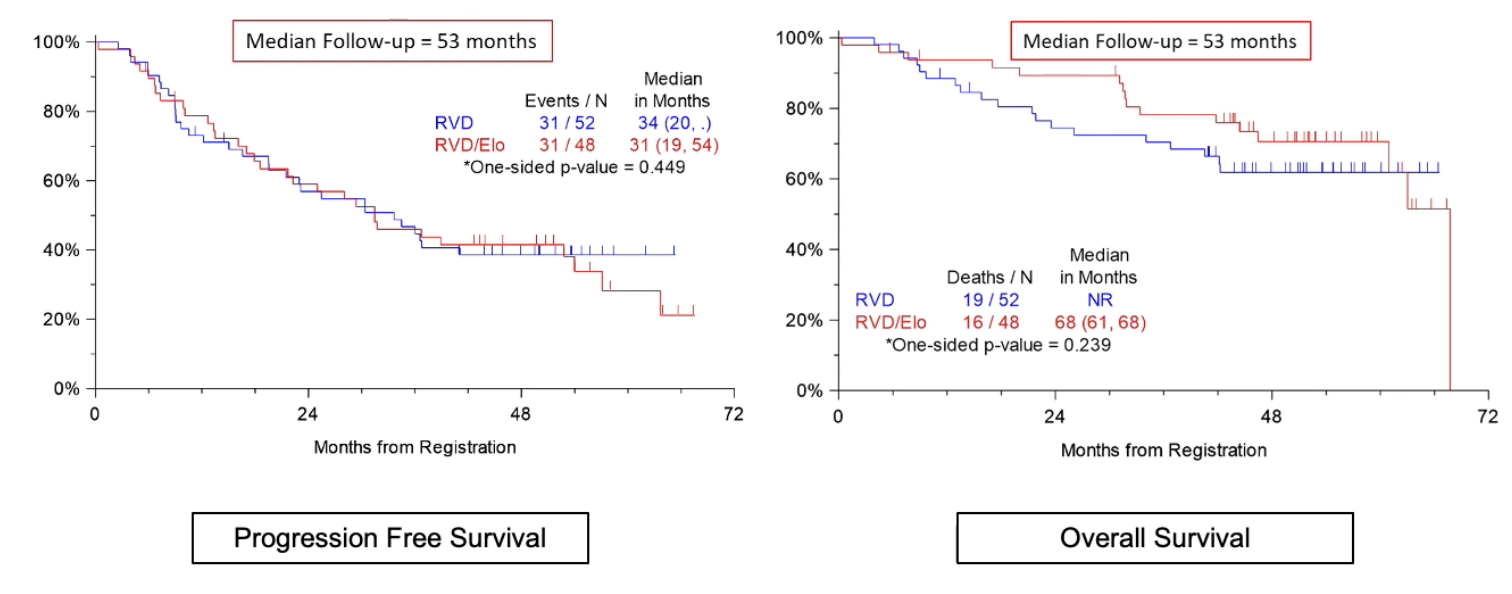 Median Follow-up = 53 months
100%
80%
60%
40%
20%
0%
Median
Events / N in Months
RVD 31 / 52 34 (20, .)
RVD/Elo 31 / 48 31 (19, 54)
*One-sided p-value = 0.449
0 24 48 72
Months from Registration
Progression Free Survival
Median Follow-up = 53 months
100%
80%
60%
40%
20%
0%
Median
Deaths / N in Months
RVD 19 / 52 NR
RVD/Elo 16 / 48 68 (61, 68)
*One-sided p-value = 0.239
0 24 48 72
Months from Registration
Overall Survival